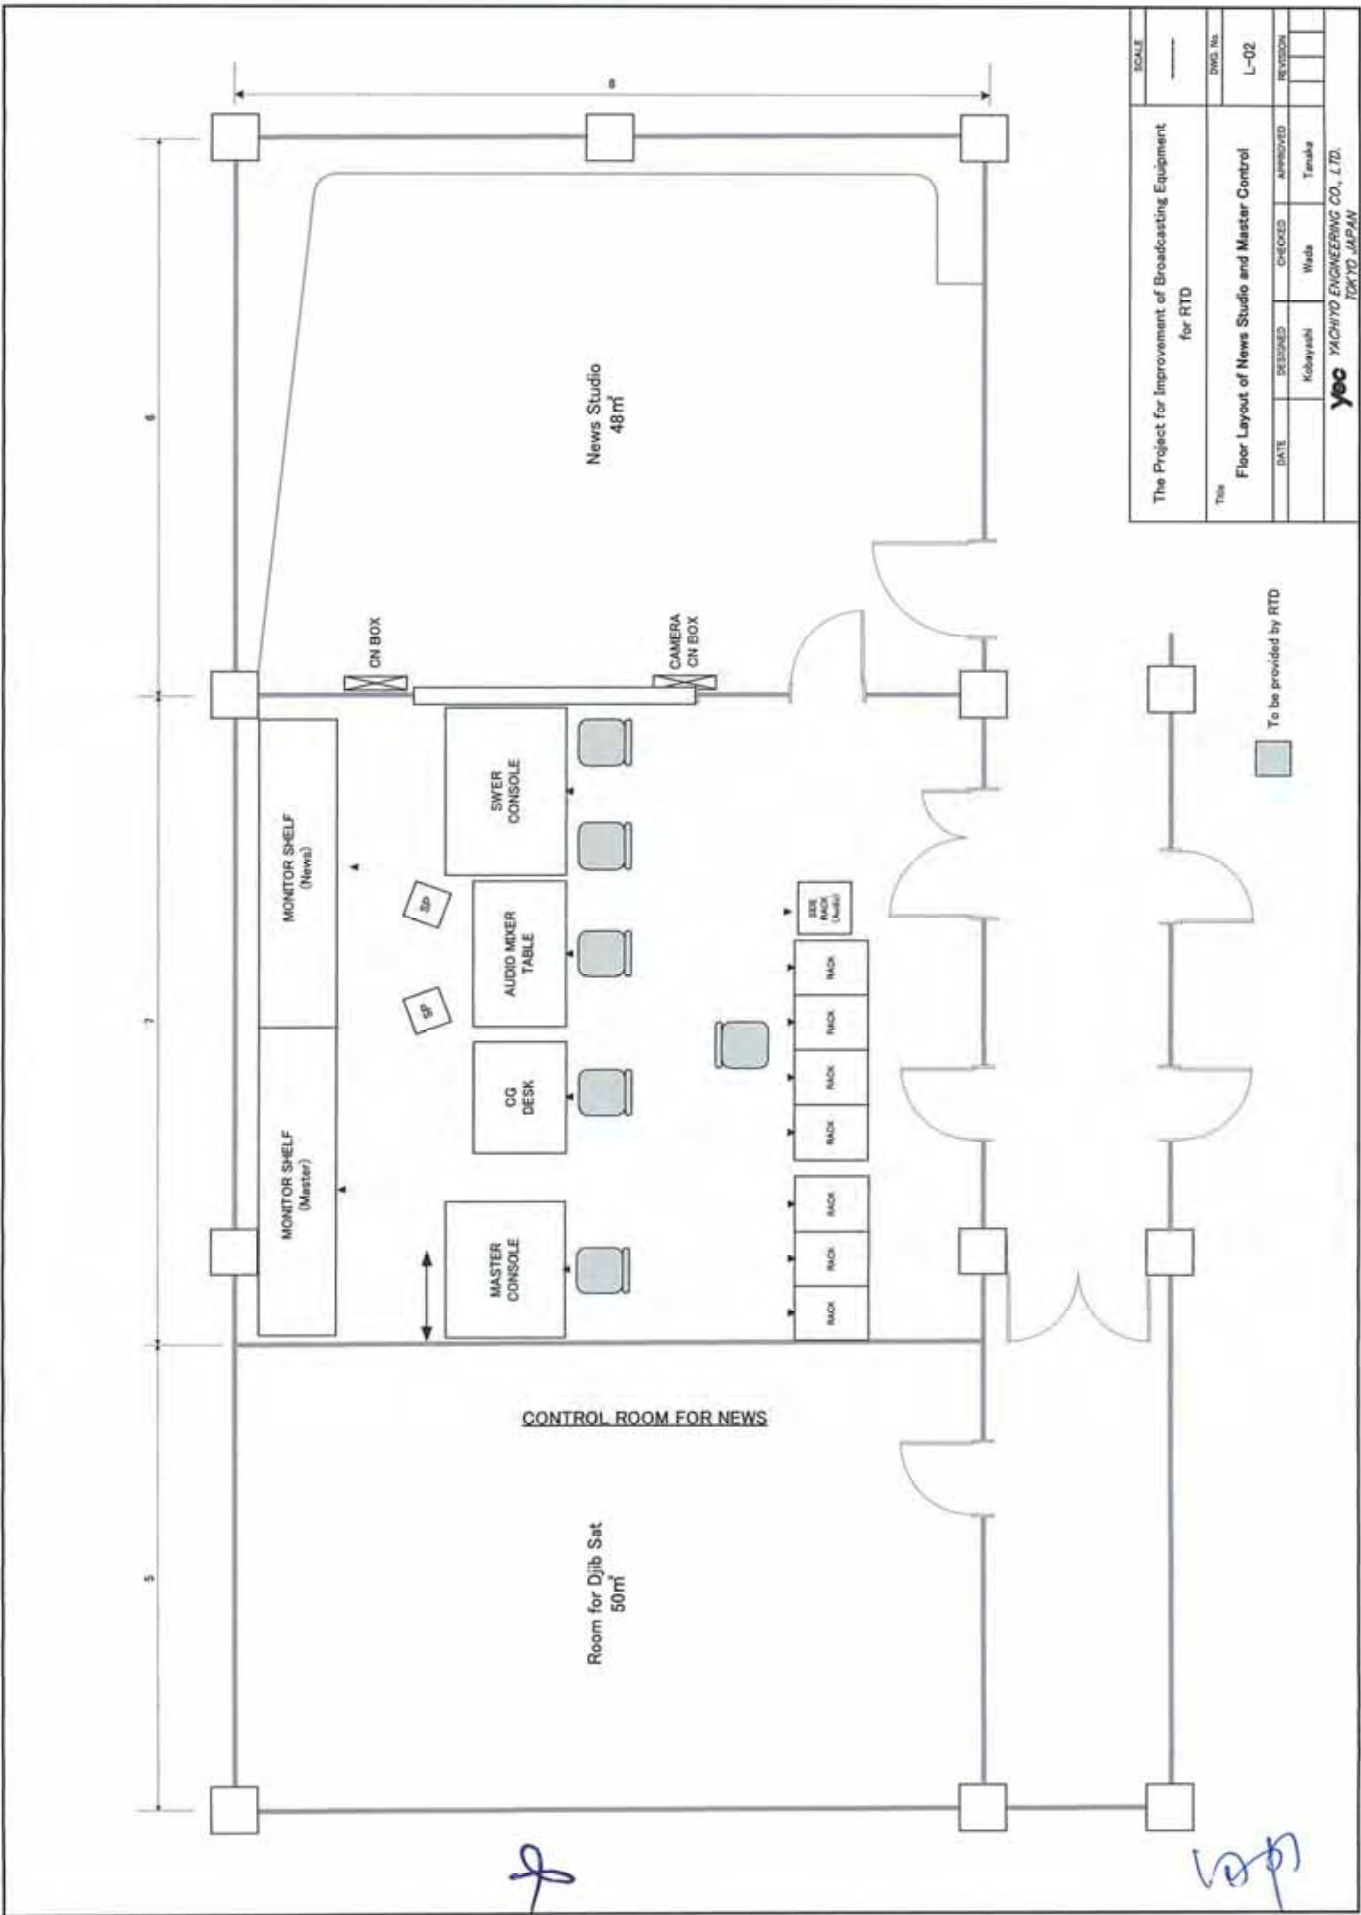 8
6
7
5
News Studio
48㎡
CN BOX
CAMERA
CN BOX
MONITOR SHELF
(News)
MONITOR SHELF
(Master)
SW'ER
CONSOLE
SP
AUDIO MIXER
TABLE
SP
CG
DESK
MASTER
CONSOLE
SIDE
RACK
(Audio)
RACK
RACK
RACK
RACK
RACK
RACK
RACK
CONTROL ROOM FOR NEWS
Room for Djib Sat
50㎡
To be provided by RTD
The Project for Improvement of Broadcasting Equipment
for RTD
SCALE
Title
Floor Layout of News Studio and Master Control
DWG. No.
L-02
DATE
DESIGNED
CHECKED
APPROVED
REVISION
Kobayashi
Wada
Tanaka
yec YACHIYO ENGINEERING CO., LTD.
TOKYO JAPAN